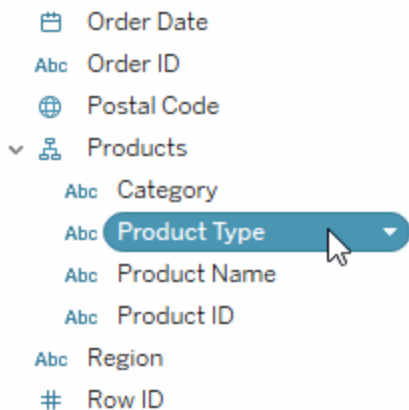 Order Date
Abc Order ID
Postal Code
Products
Abc Category
Abc Product Type
Abc Product Name
Abc Product ID
Abc Region
# Row ID